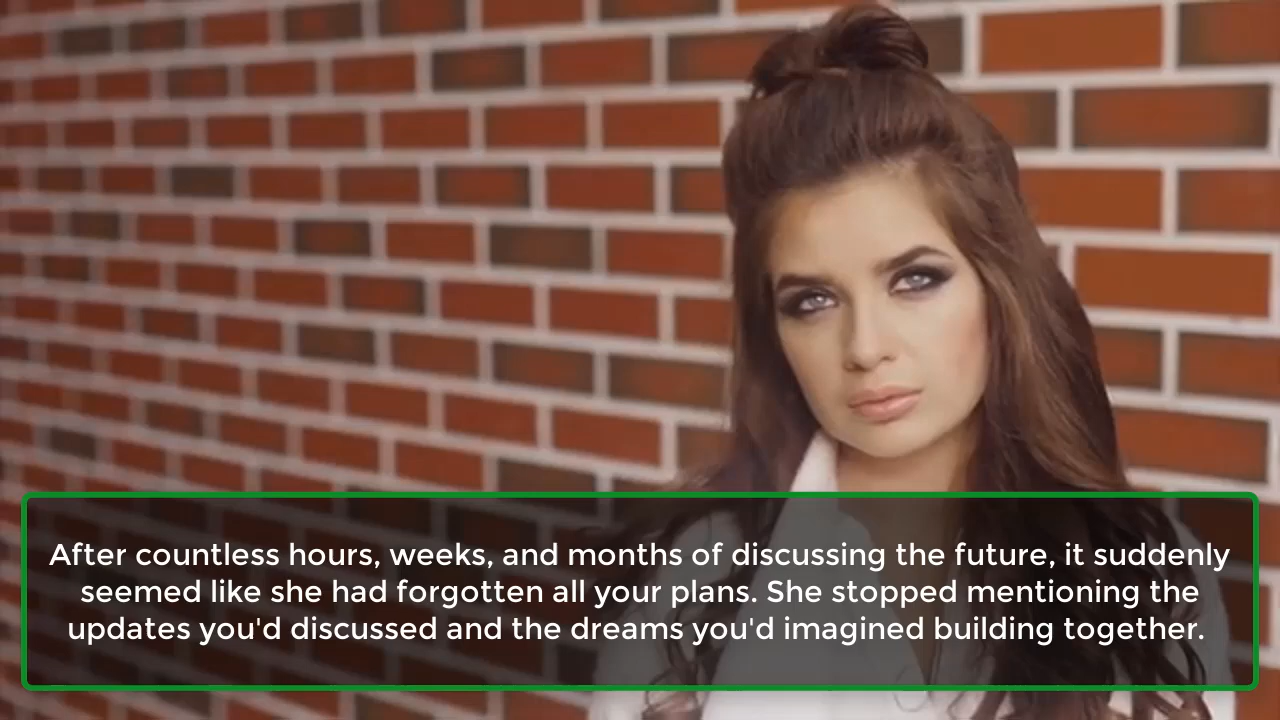 After countless hours, weeks, and months of discussing the future, it suddenly
seemed like she had forgotten all your plans. She stopped mentioning the
updates you'd discussed and the dreams you'd imagined building together.